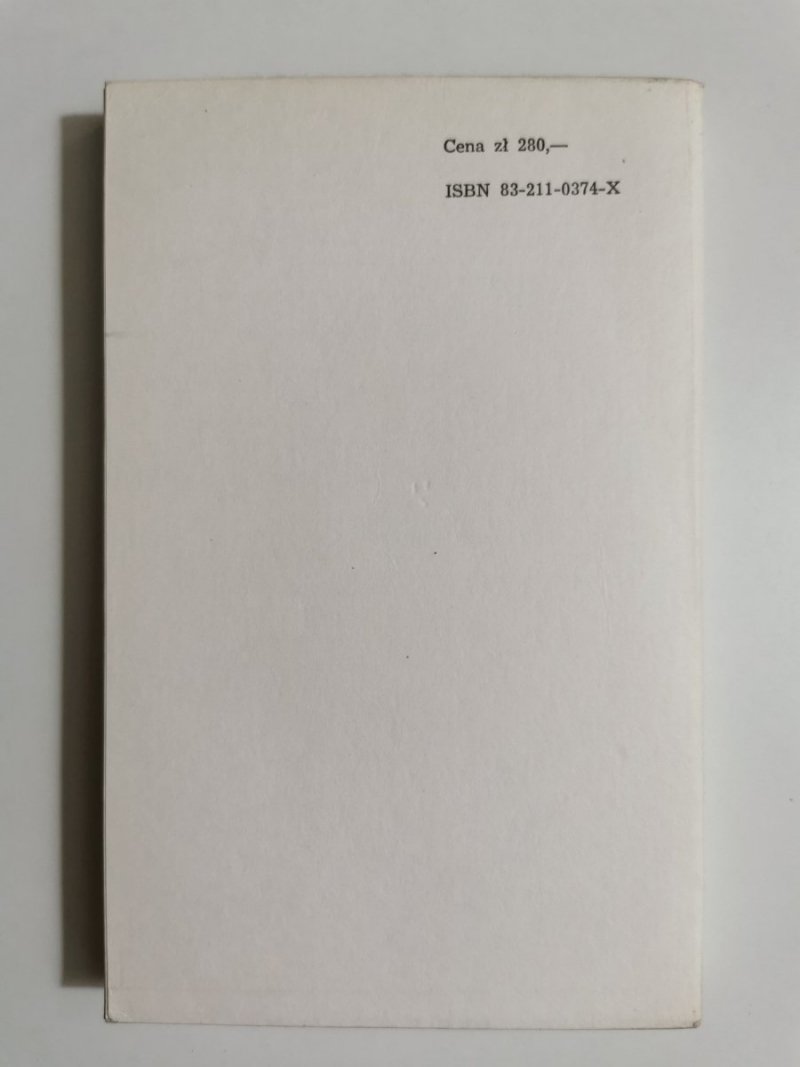 Cena zł 280,—
ISBN 83-211-0374-X